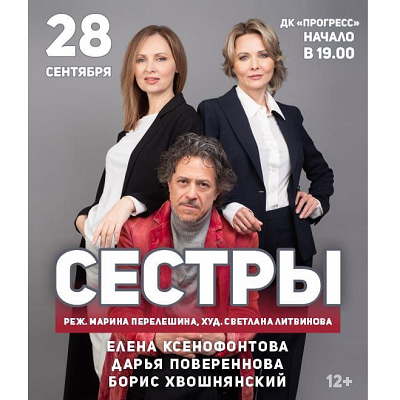 28
СЕНТЯБРЯ
ДК «ПРОГРЕСС»
НАЧАЛО
В 19.00
СЕСТРЫ
РЕЖ. МАРИНА ПЕРЕЛЕШИНА, ХУД. СВЕТЛАНА ЛИТВИНОВА
ЕЛЕНА КСЕНОФОНТОВА
ДАРЬЯ ПОВЕРЕННОВА
БОРИС ХВОШНЯНСКИЙ
12+